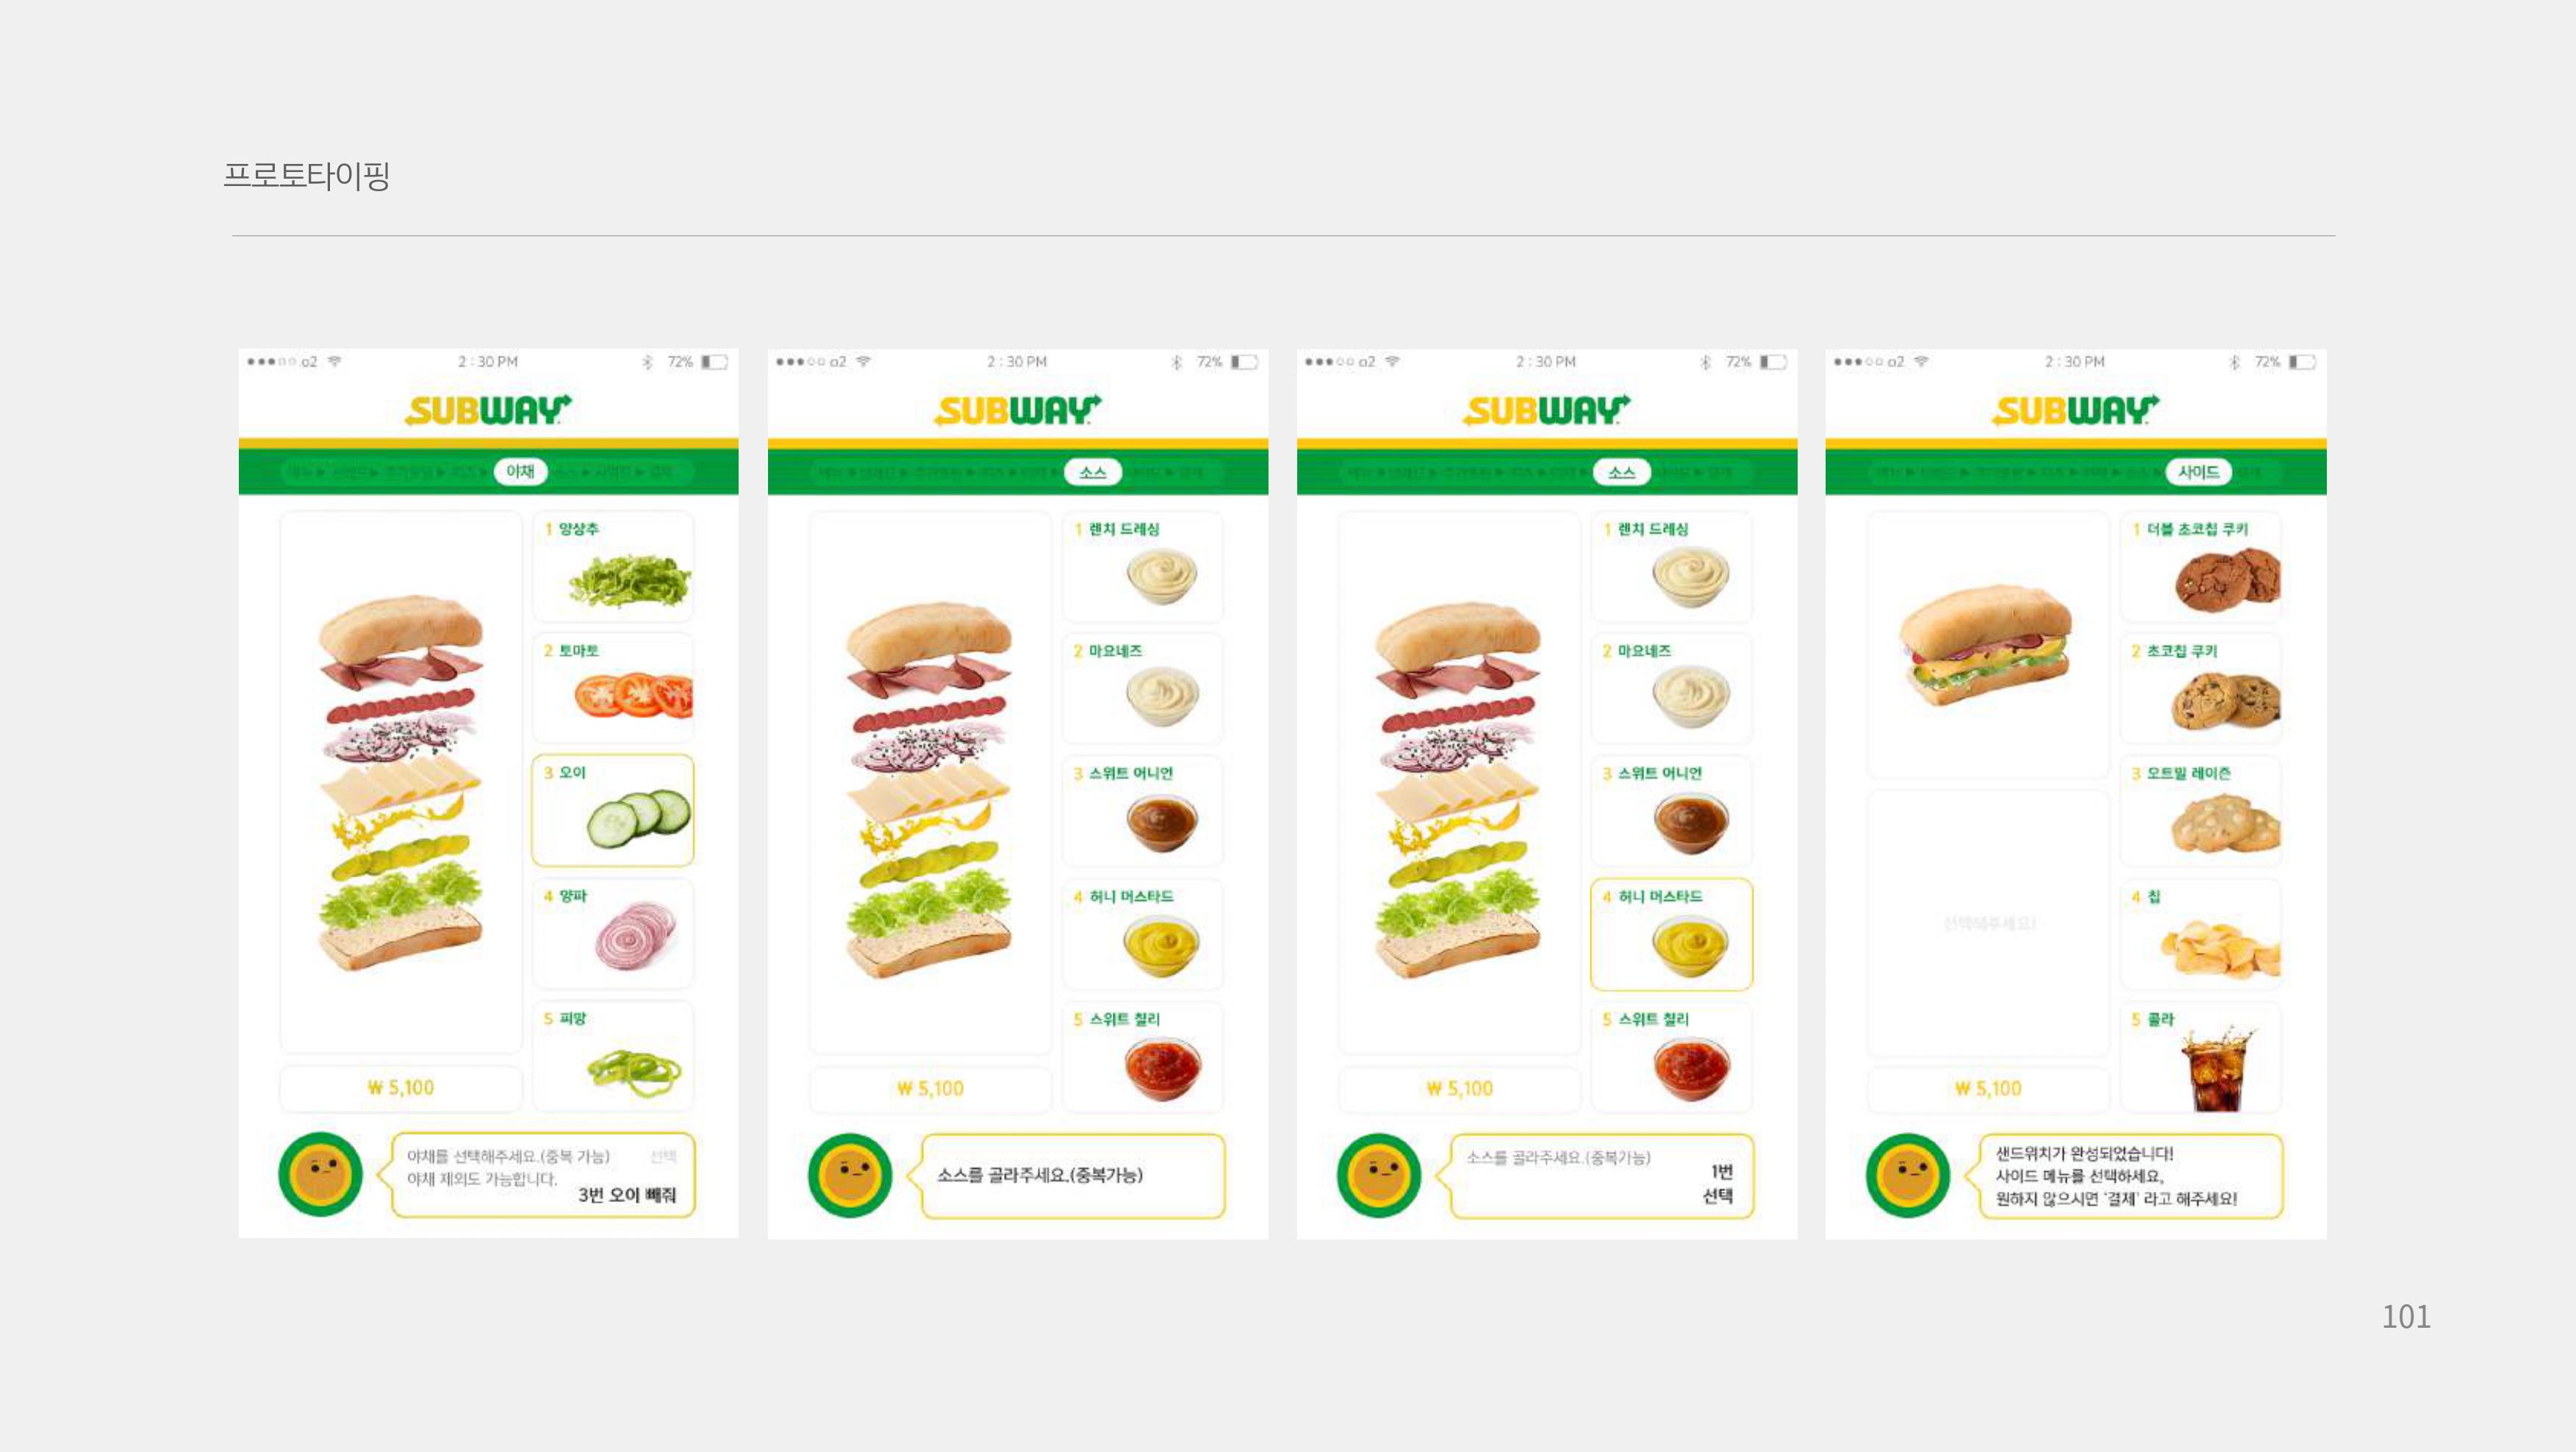 프로토타이핑
●●●○○ o2
2 : 30 PM
72%
SUBWAY
야채
1 양상추
2 토마토
3 오이
4 양파
5 피망
₩ 5,100
야채를 선택해주세요.(중복 가능)
선택
야채 제외도 가능합니다.
3번 오이 빼줘
●●●○○ o2
2 : 30 PM
72%
SUBWAY
소스
1 렌치 드레싱
2 마요네즈
3 스위트 어니언
4 허니 머스타드
5 스위트 칠리
₩ 5,100
소스를 골라주세요.(중복가능)
●●●○○ o2
2 : 30 PM
72%
SUBWAY
소스
1 렌치 드레싱
2 마요네즈
3 스위트 어니언
4 허니 머스타드
5 스위트 칠리
₩ 5,100
소스를 골라주세요.(중복가능)
1번
선택
●●●○○ o2
2 : 30 PM
72%
SUBWAY
사이드
1 더블 초코칩 쿠키
2 초코칩 쿠키
3 오트밀 레이즌
4 칩
5 콜라
선택해주세요!
₩ 5,100
샌드위치가 완성되었습니다!
사이드 메뉴를 선택하세요,
원하지 않으시면 '결제' 라고 해주세요!
101